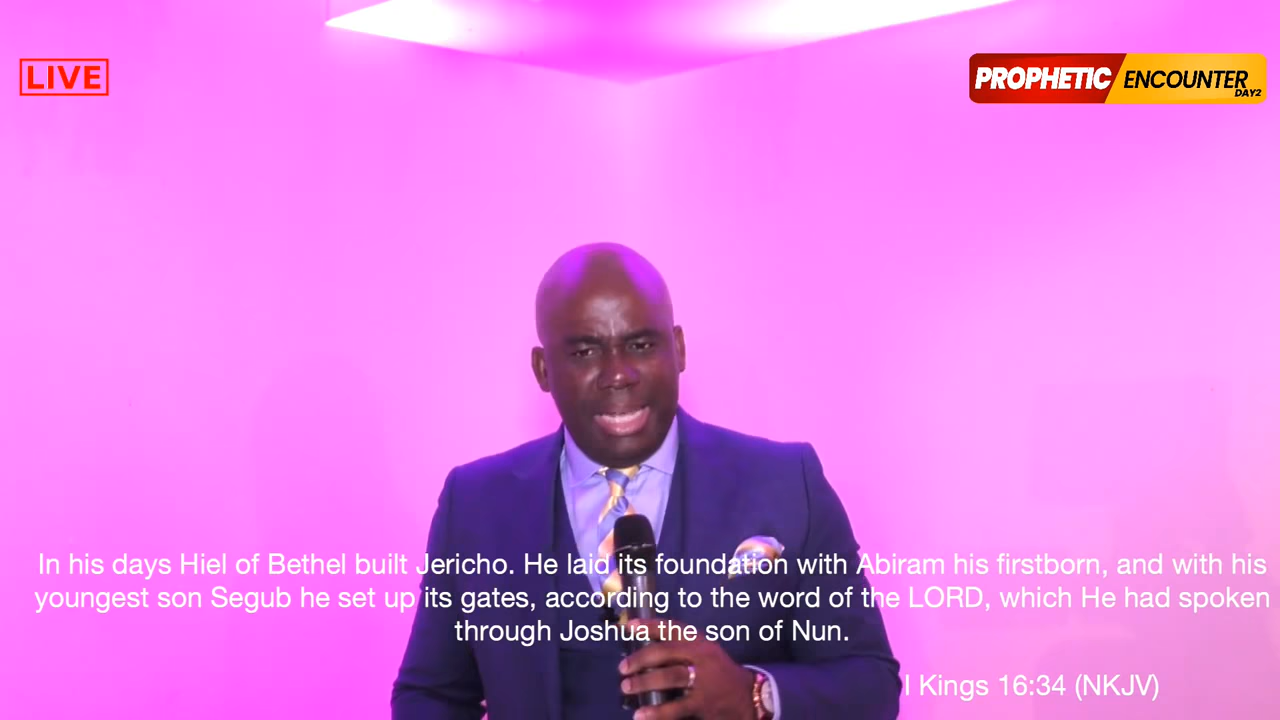 LIVE
PROPHETIC ENCOUNTER
DAY2
In his days Hiel of Bethel built Jericho. He laid its foundation with Abiram his firstborn, and with his
youngest son Segub he set up its gates, according to the word of the LORD, which He had spoken
through Joshua the son of Nun.
I Kings 16:34 (NKJV)